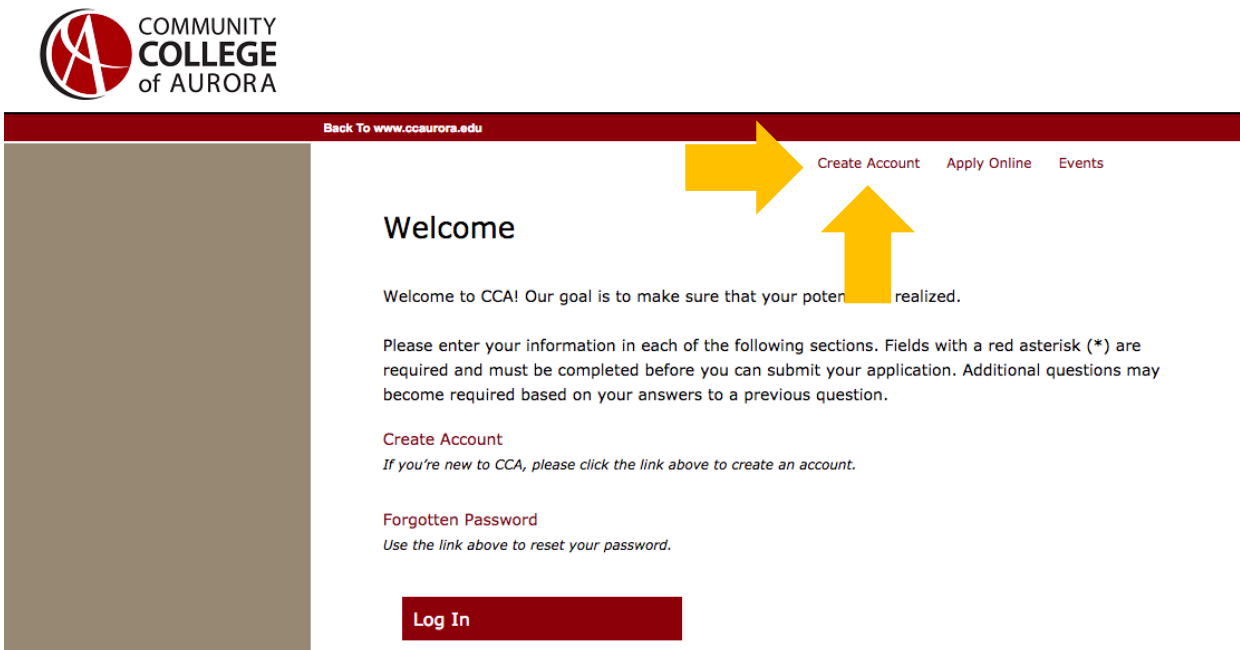 COMMUNITY
COLLEGE
of AURORA
Back To www.ccaurora.edu
Create Account Apply Online Events
Welcome
Welcome to CCA! Our goal is to make sure that your realized.
Please enter your information in each of the following sections. Fields with a red asterisk (*) are
required and must be completed before you can submit your application. Additional questions may
become required based on your answers to a previous question.
Create Account
If you’re new to CCA, please click the link above to create an account.
Forgotten Password
Use the link above to reset your password.
Log In